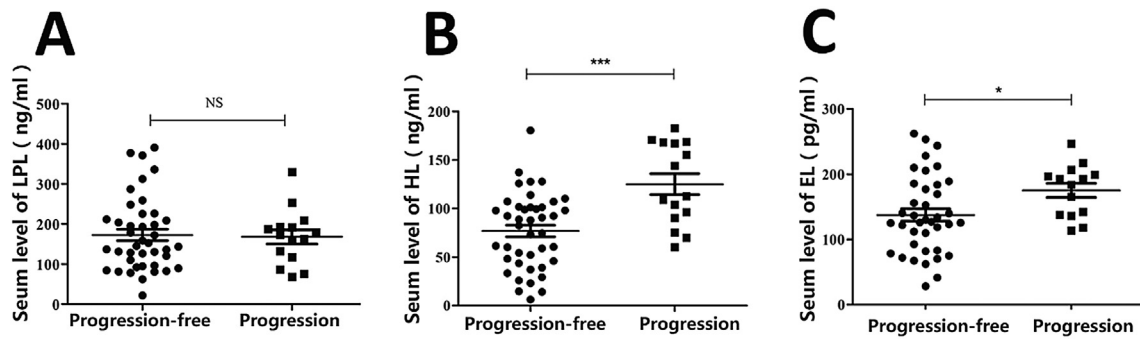 A
B
C
Seum level of LPL ( ng/ml )
500
400
300
200
100
0
NS
Progression-free
Progression
Seum level of HL ( ng/ml )
200
150
100
50
0
***
Progression-free
Progression
Seum level of EL ( pg/ml )
300
200
100
0
*
Progression-free
Progression